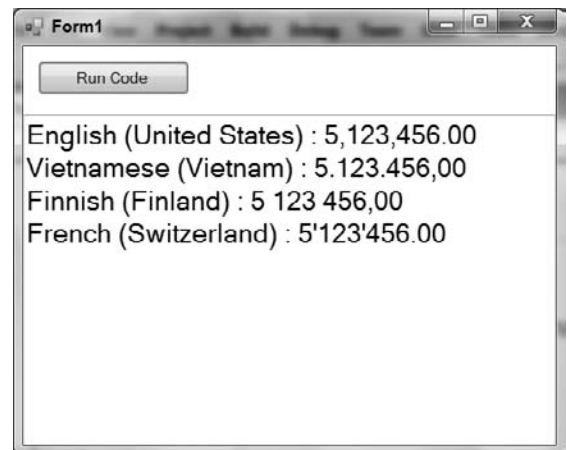 Form1
Run Code
English (United States) : 5,123,456.00
Vietnamese (Vietnam) : 5.123.456,00
Finnish (Finland) : 5 123 456,00
French (Switzerland) : 5'123'456.00